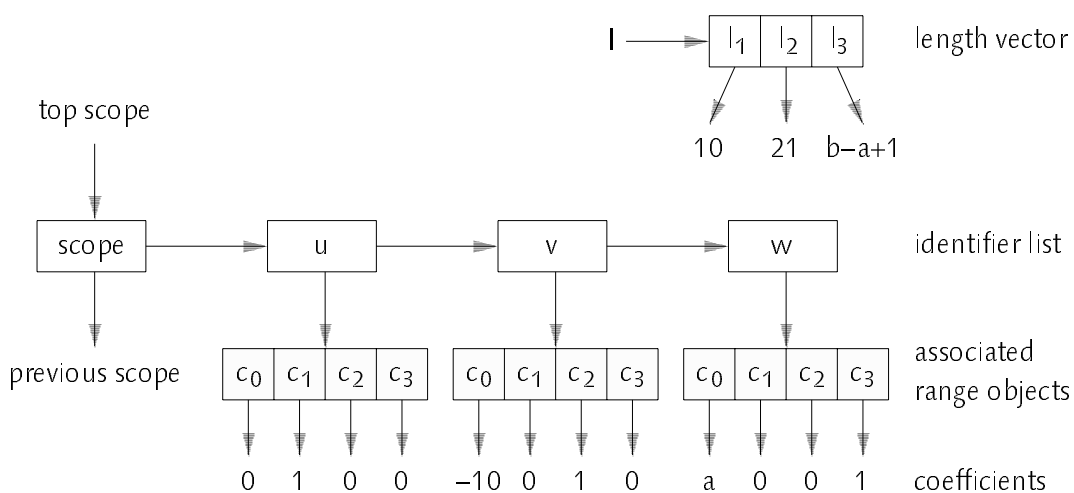 l l₁ l₂ l₃ length vector
top scope
10 21 b−a+1
scope u v w identifier list
previous scope
c₀ c₁ c₂ c₃ c₀ c₁ c₂ c₃ c₀ c₁ c₂ c₃
associated
range objects
0 1 0 0 −10 0 1 0 a 0 0 1 coefficients